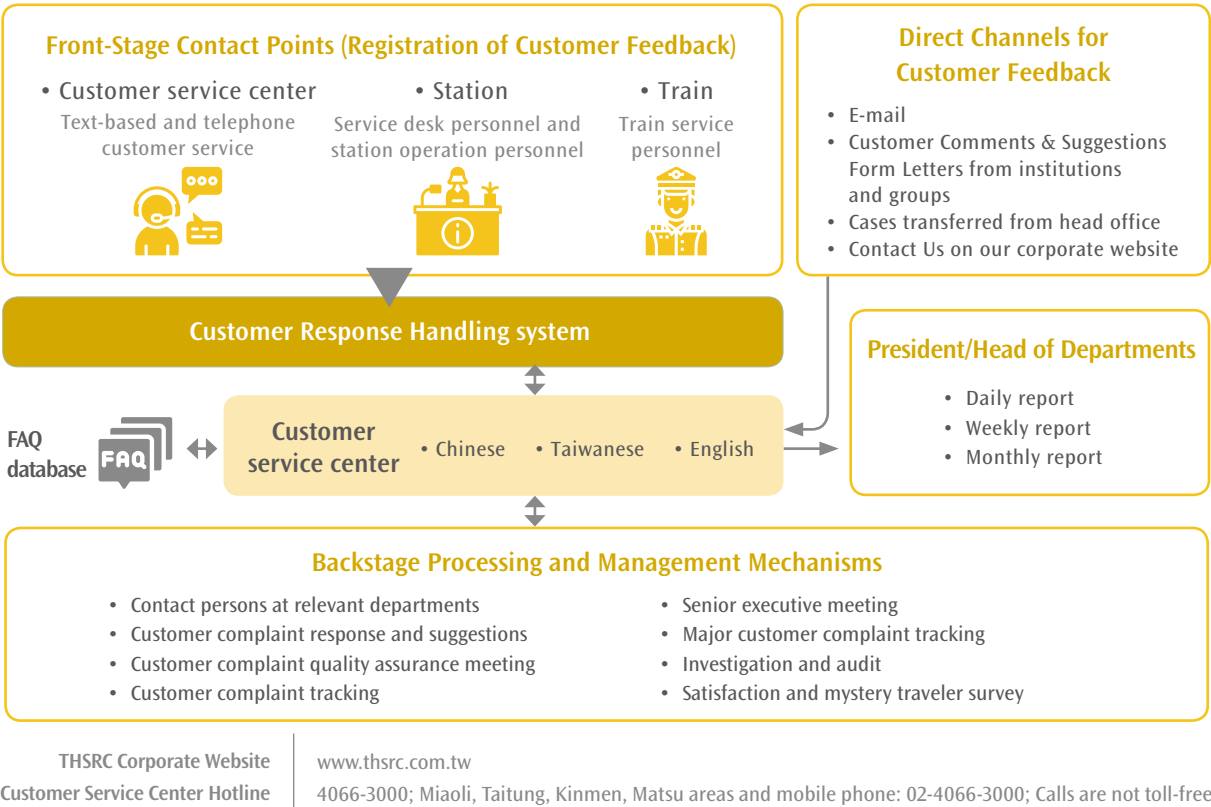 Front-Stage Contact Points (Registration of Customer Feedback)
• Customer service center
Text-based and telephone
customer service
• Station
Service desk personnel and
station operation personnel
• Train
Train service
personnel
Direct Channels for
Customer Feedback
• E-mail
• Customer Comments & Suggestions
Form Letters from institutions
and groups
• Cases transferred from head office
• Contact Us on our corporate website
Customer Response Handling system
President/Head of Departments
• Daily report
• Weekly report
• Monthly report
FAQ
database
FAQ
Customer
service center
• Chinese
• Taiwanese
• English
Backstage Processing and Management Mechanisms
• Contact persons at relevant departments
• Customer complaint response and suggestions
• Customer complaint quality assurance meeting
• Customer complaint tracking
• Senior executive meeting
• Major customer complaint tracking
• Investigation and audit
• Satisfaction and mystery traveler survey
THSRC Corporate Website
www.thsrc.com.tw
Customer Service Center Hotline
4066-3000; Miaoli, Taitung, Kinmen, Matsu areas and mobile phone: 02-4066-3000; Calls are not toll-free